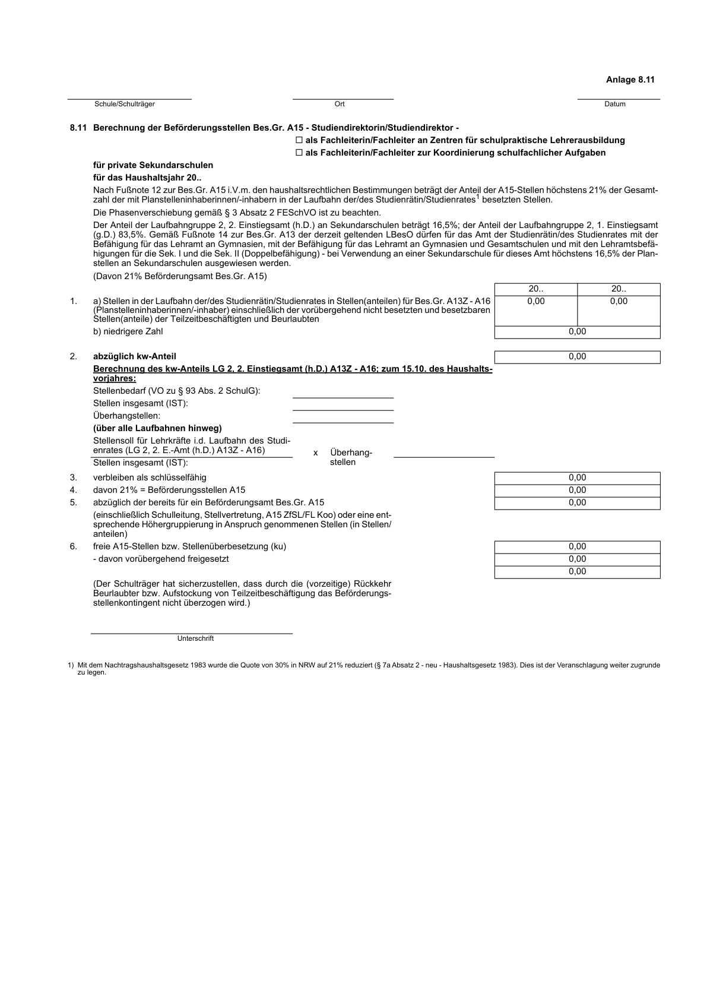 Anlage 8.11
Schule/Schulträger Ort Datum
8.11 Berechnung der Beförderungsstellen Bes.Gr. A15 - Studiendirektorin/Studiendirektor -
☐ als Fachleiterin/Fachleiter an Zentren für schulpraktische Lehrerausbildung
☐ als Fachleiterin/Fachleiter zur Koordinierung schulfachlicher Aufgaben
für private Sekundarschulen
für das Haushaltsjahr 20..
Nach Fußnote 12 zur Bes.Gr. A15 i.V.m. den haushaltsrechtlichen Bestimmungen beträgt der Anteil der A15-Stellen höchstens 21% der Gesamt-
zahl der mit Planstelleninhaberinnen/-inhabern in der Laufbahn der/des Studienrätin/Studienrates1 besetzten Stellen.
Die Phasenverschiebung gemäß § 3 Absatz 2 FESchVO ist zu beachten.
Der Anteil der Laufbahngruppe 2, 2. Einstiegsamt (h.D.) an Sekundarschulen beträgt 16,5%; der Anteil der Laufbahngruppe 2, 1. Einstiegsamt
(g.D.) 83,5%. Gemäß Fußnote 14 zur Bes.Gr. A13 der derzeit geltenden LBesO dürfen für das Amt der Studienrätin/des Studienrates mit der
Befähigung für das Lehramt an Gymnasien, mit der Befähigung für das Lehramt an Gymnasien und Gesamtschulen und mit den Lehramtsbefä-
higungen für die Sek. I und die Sek. II (Doppelbefähigung) - bei Verwendung an einer Sekundarschule für dieses Amt höchstens 16,5% der Plan-
stellen an Sekundarschulen ausgewiesen werden.
(Davon 21% Beförderungsamt Bes.Gr. A15)
20.. 20..
1. a) Stellen in der Laufbahn der/des Studienrätin/Studienrates in Stellen(anteilen) für Bes.Gr. A13Z - A16 0,00 0,00
(Planstelleninhaberinnen/-inhaber) einschließlich der vorübergehend nicht besetzten und besetzbaren
Stellen(anteile) der Teilzeitbeschäftigten und Beurlaubten
b) niedrigere Zahl 0,00
2. abzüglich kw-Anteil 0,00
Berechnung des kw-Anteils LG 2, 2. Einstiegsamt (h.D.) A13Z - A16; zum 15.10. des Haushalts-
vorjahres:
Stellenbedarf (VO zu § 93 Abs. 2 SchulG):
Stellen insgesamt (IST):
Überhangstellen:
(über alle Laufbahnen hinweg)
Stellensoll für Lehrkräfte i.d. Laufbahn des Studi-
enrates (LG 2, 2. E.-Amt (h.D.) A13Z - A16) x Überhang-
Stellen insgesamt (IST): stellen
3. verbleiben als schlüsselfähig 0,00
4. davon 21% = Beförderungsstellen A15 0,00
5. abzüglich der bereits für ein Beförderungsamt Bes.Gr. A15 0,00
(einschließlich Schulleitung, Stellvertretung, A15 ZfSL/FL Koo) oder eine ent-
sprechende Höhergruppierung in Anspruch genommenen Stellen (in Stellen/
anteilen)
6. freie A15-Stellen bzw. Stellenüberbesetzung (ku) 0,00
- davon vorübergehend freigesetzt 0,00
0,00
(Der Schulträger hat sicherzustellen, dass durch die (vorzeitige) Rückkehr
Beurlaubter bzw. Aufstockung von Teilzeitbeschäftigung das Beförderungs-
stellenkontingent nicht überzogen wird.)
Unterschrift
1) Mit dem Nachtragshaushaltsgesetz 1983 wurde die Quote von 30% in NRW auf 21% reduziert (§ 7a Absatz 2 - neu - Haushaltsgesetz 1983). Dies ist der Veranschlagung weiter zugrunde
zu legen.